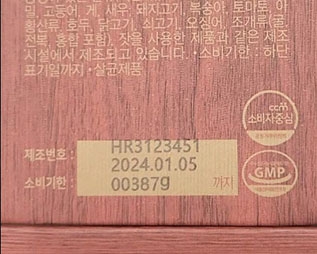 밀, 고등어, 게, 새우, 돼지고기, 복숭아, 토마토, 아
황산류, 호두, 닭고기, 쇠고기, 오징어, 조개류(굴,
전복, 홍합 포함), 잣을 사용한 제품과 같은 제조
시설에서 제조되고 있습니다. •소비기한 : 하단
표기일까지 •살균제품
ccm
소비자중심
제조번호 : HR3123451
2024.01.05
소비기한 : 003879 까지
GMP